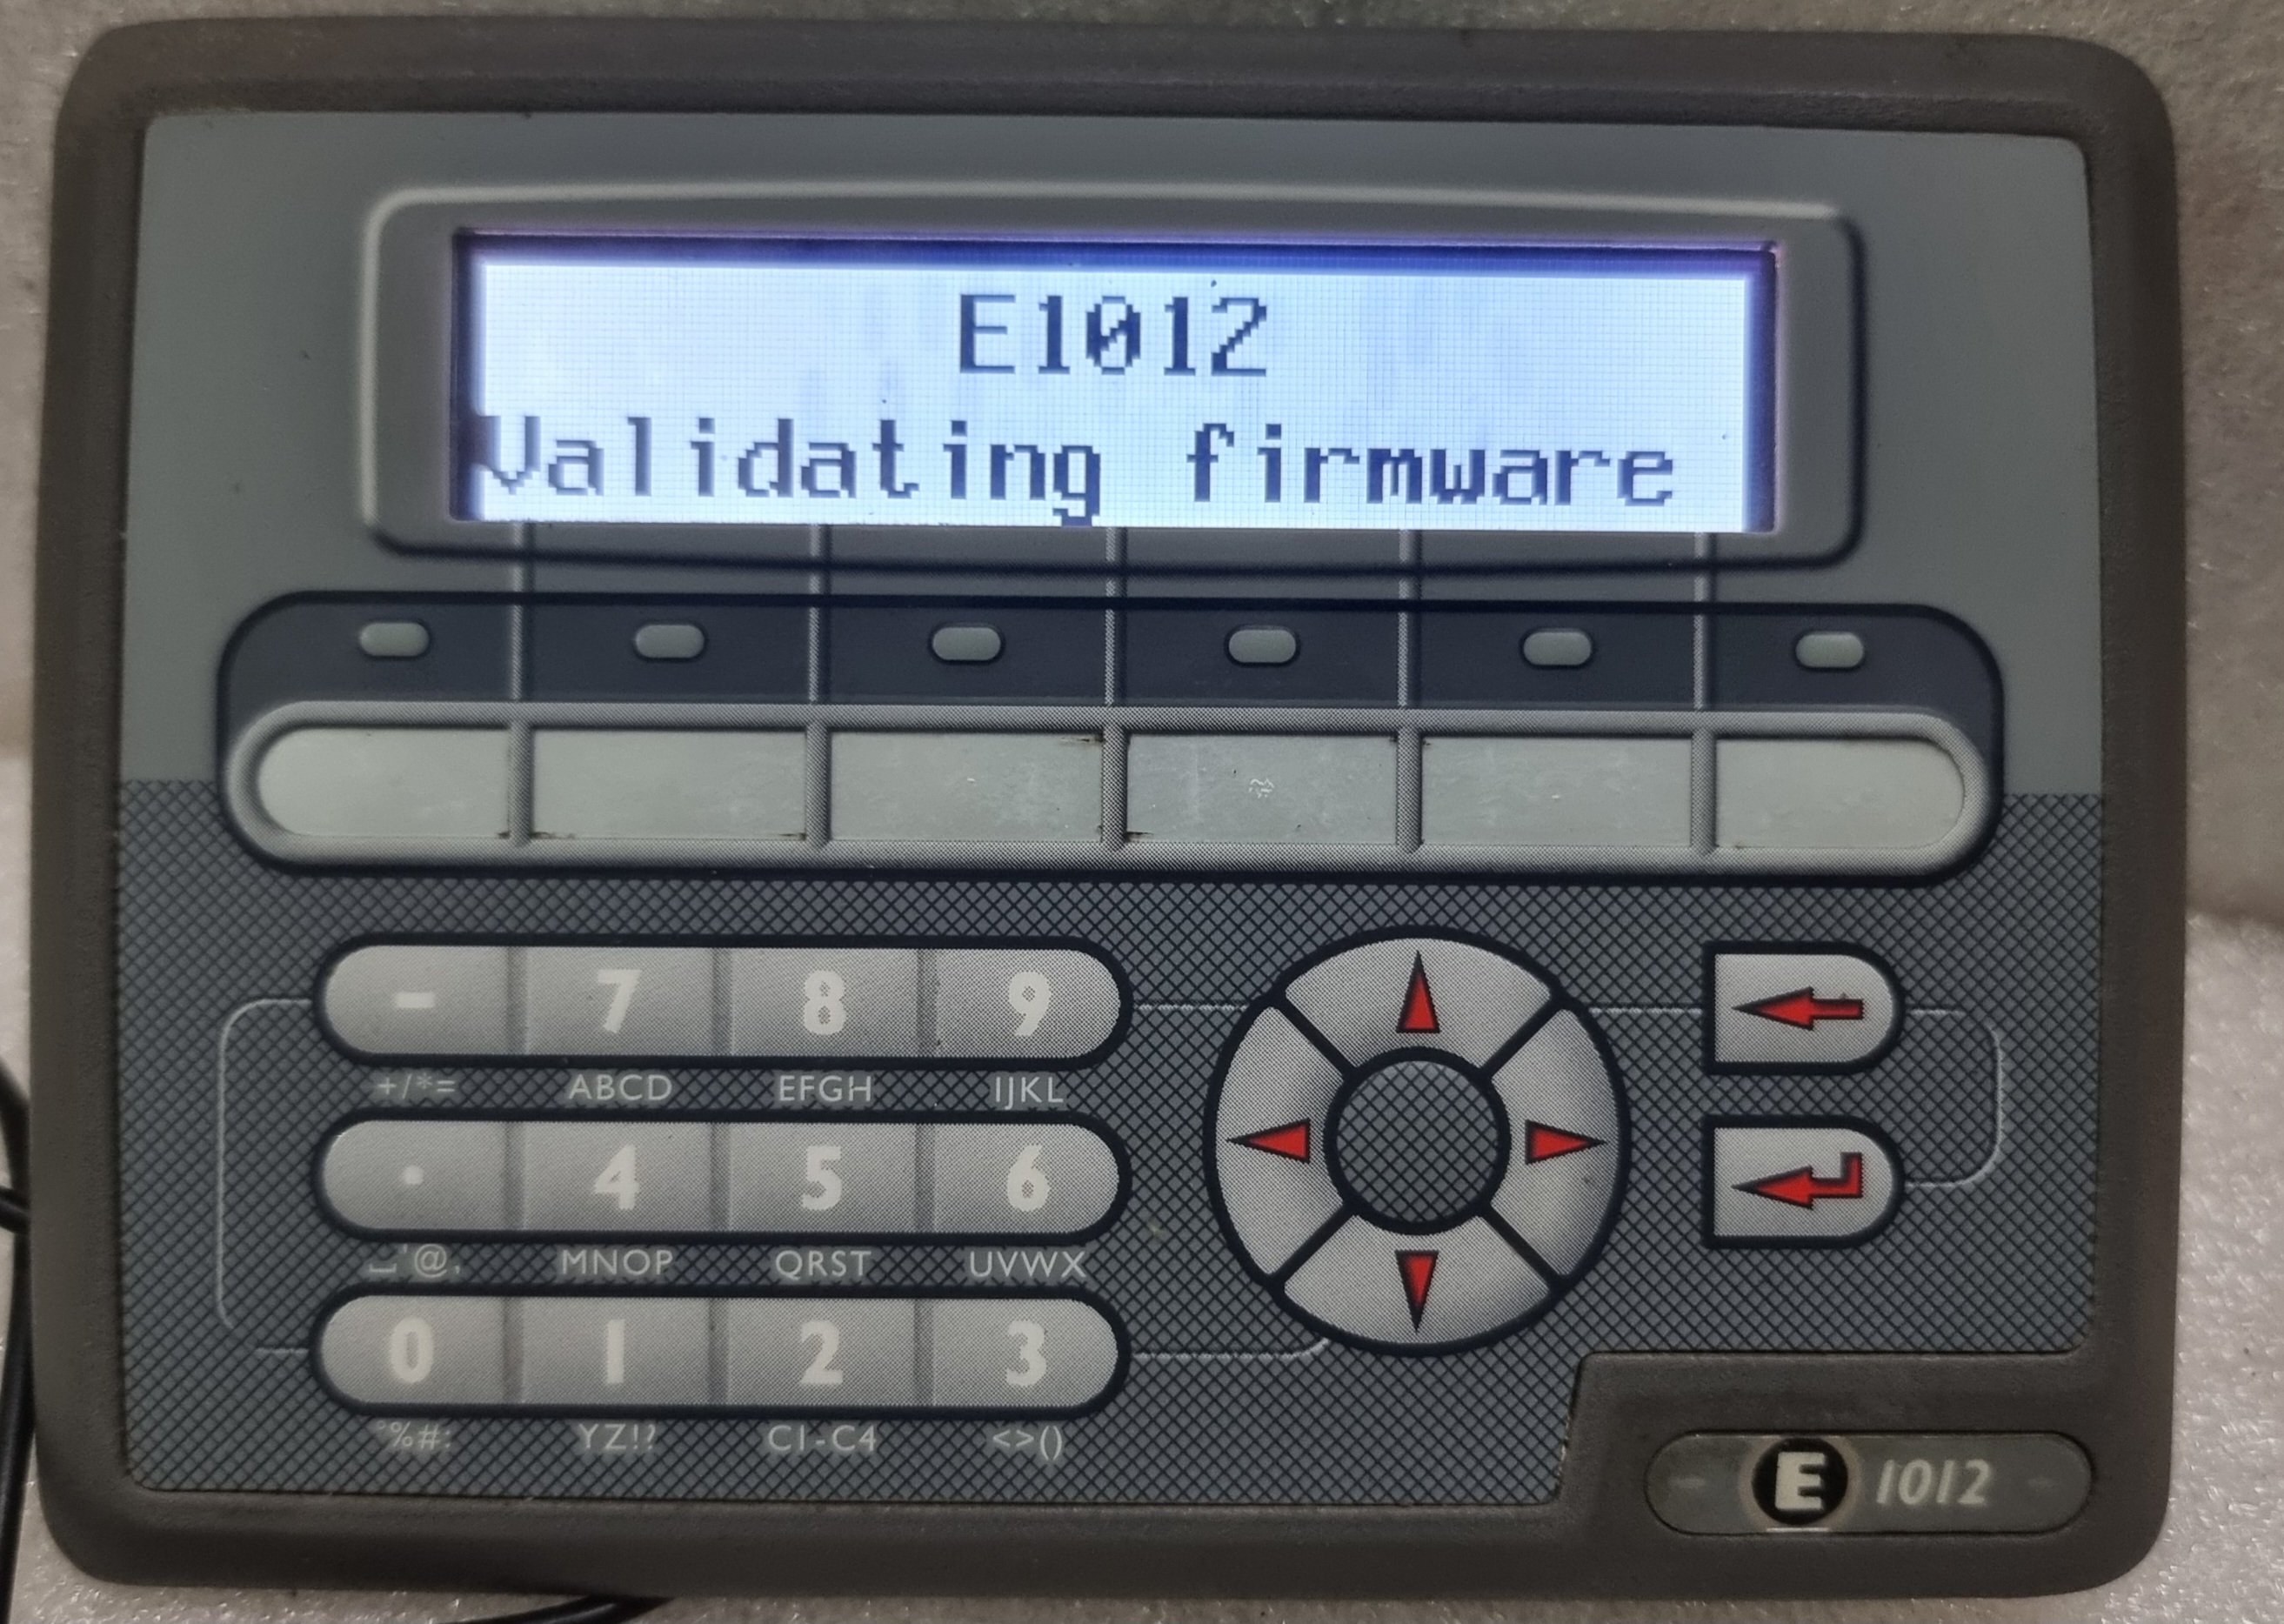 E1012
Validating firmware
- 7 8 9
+/*= ABCD EFGH IJKL
. 4 5 6
⎵'@, MNOP QRST UVWX
0 1 2 3
°%#: YZ!? C1-C4 <>()
E 1012